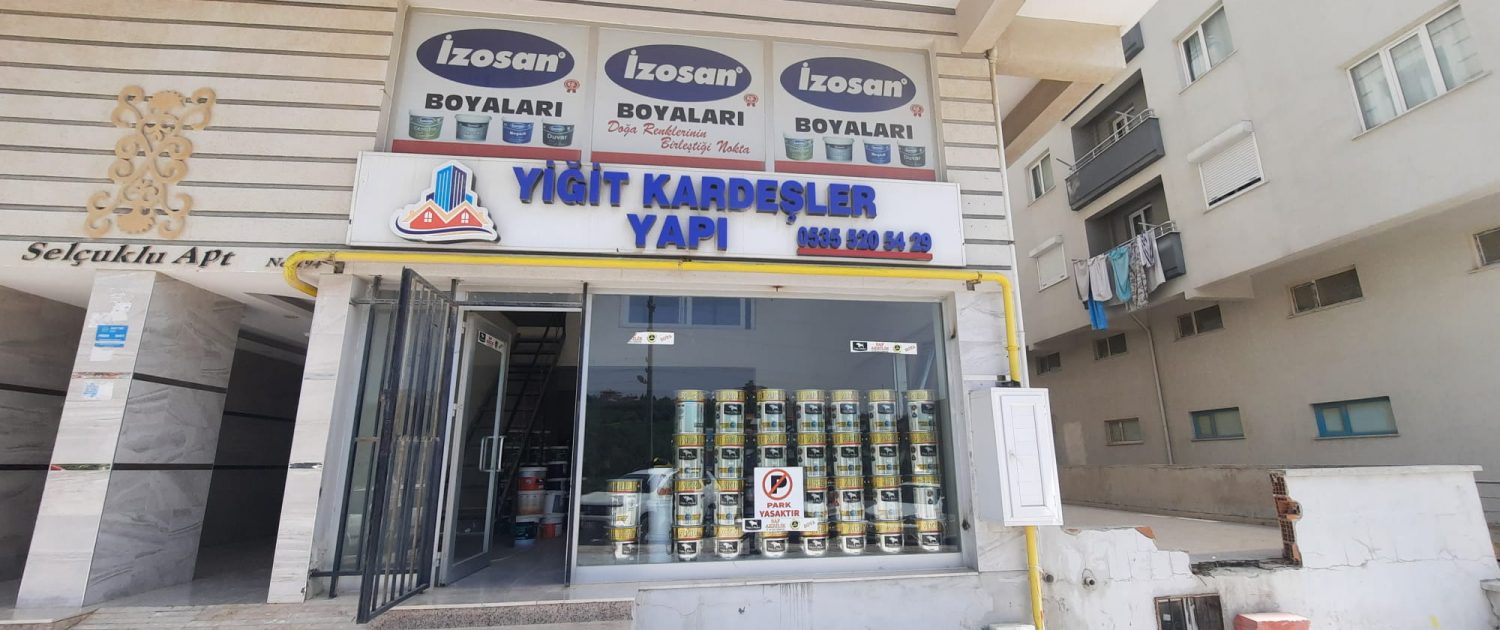 İzosan
BOYALARI
İzosan
BOYALARI
Doğa Renklerinin
Birleştiği Nokta
İzosan
BOYALARI
YİĞİT KARDEŞLER
YAPI
0535 520 54 29
Selçuklu Apt
P
PARK
YASAKTIR